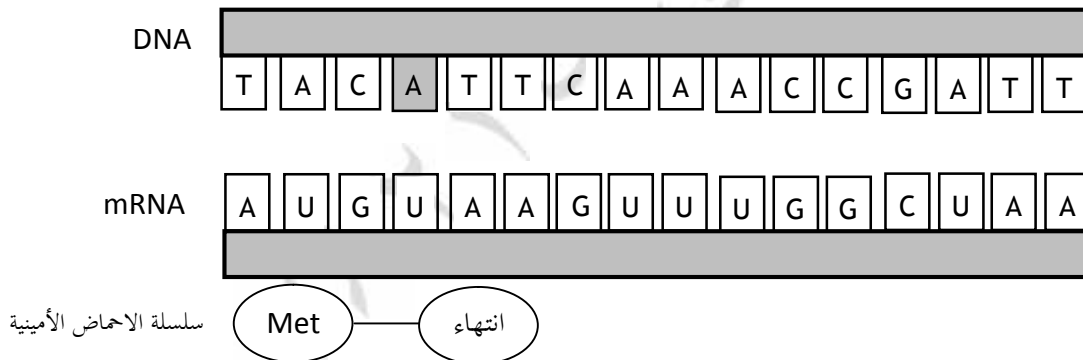 DNA
T A C A T T C A A A C C G A T T
mRNA
A U G U A A G U U U G G C U A A
سلسلة الاحماض الأمينية Met انتهاء